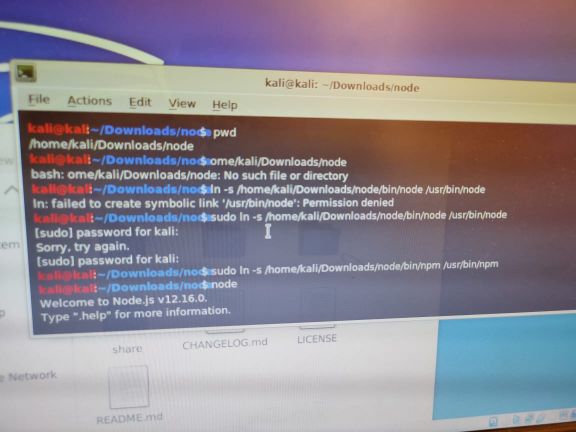 kali@kali: ~/Downloads/node
File Actions Edit View Help
kali@kali:~/Downloads/node$ pwd
/home/kali/Downloads/node
kali@kali:~/Downloads/node$ ome/kali/Downloads/node
bash: ome/kali/Downloads/node: No such file or directory
kali@kali:~/Downloads/node$ ln -s /home/kali/Downloads/node/bin/node /usr/bin/node
ln: failed to create symbolic link '/usr/bin/node': Permission denied
kali@kali:~/Downloads/node$ sudo ln -s /home/kali/Downloads/node/bin/node /usr/bin/node
[sudo] password for kali:
Sorry, try again.
[sudo] password for kali:
kali@kali:~/Downloads/node$ sudo ln -s /home/kali/Downloads/node/bin/npm /usr/bin/npm
kali@kali:~/Downloads/node$ node
Welcome to Node.js v12.16.0.
Type ".help" for more information.
share
CHANGELOG.md
LICENSE
Network
README.md